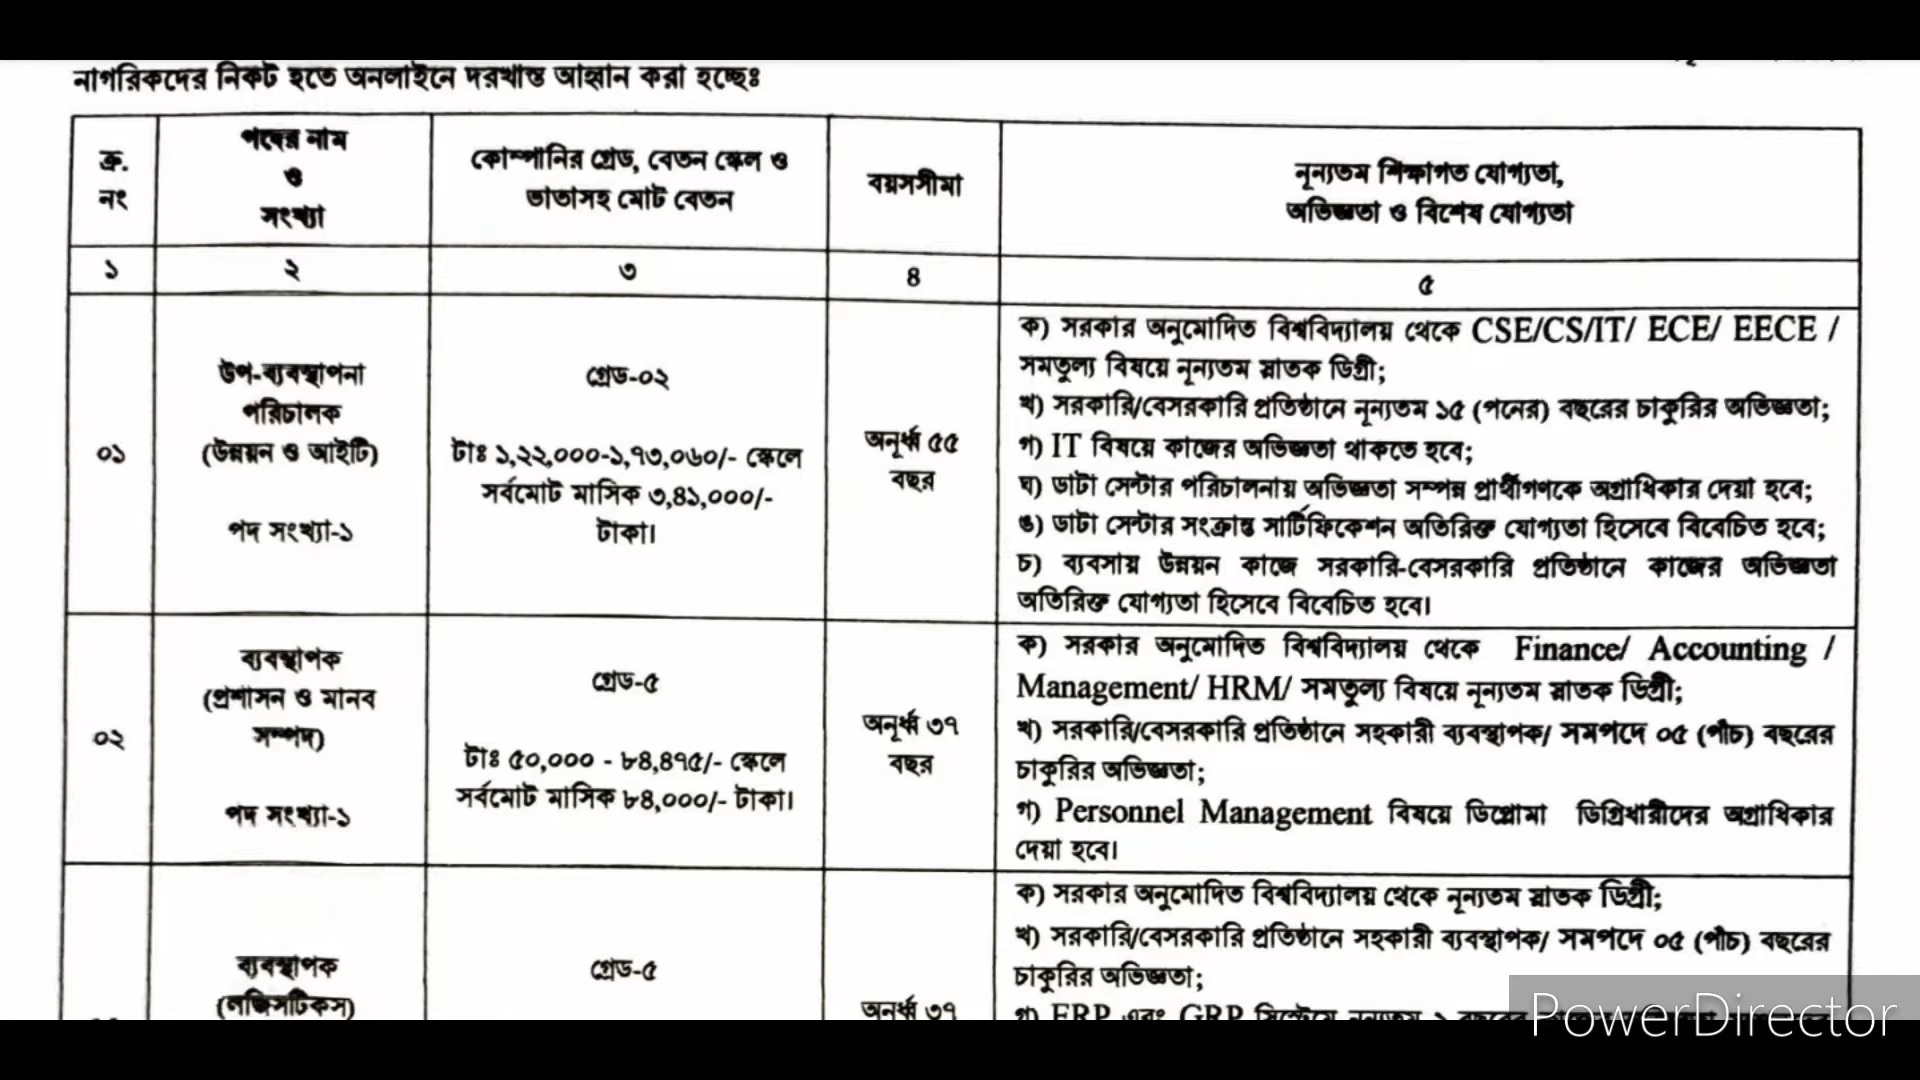 নাগরিকদের নিকট হতে অনলাইনে দরখাস্ত আহ্বান করা হচ্ছেঃ
ক্র. নং
পদের নাম
ও
সংখ্যা
কোম্পানির গ্রেড, বেতন স্কেল ও
ভাতাসহ মোট বেতন
বয়সসীমা
নূন্যতম শিক্ষাগত যোগ্যতা,
অভিজ্ঞতা ও বিশেষ যোগ্যতা
১
২
৩
৪
৫
০১
উপ-ব্যবস্থাপনা
পরিচালক
(উন্নয়ন ও আইটি)
পদ সংখ্যা-১
গ্রেড-০২
টাঃ ১,২২,০০০-১,৭৩,০৬০/- স্কেলে
সর্বমোট মাসিক ৩,৪১,০০০/-
টাকা।
অনূর্ধ্ব ৫৫
বছর
ক) সরকার অনুমোদিত বিশ্ববিদ্যালয় থেকে CSE/CS/IT/ ECE/ EECE /
সমতুল্য বিষয়ে নূন্যতম স্নাতক ডিগ্রী;
খ) সরকারি/বেসরকারি প্রতিষ্ঠানে নূন্যতম ১৫ (পনের) বছরের চাকুরির অভিজ্ঞতা;
গ) IT বিষয়ে কাজের অভিজ্ঞতা থাকতে হবে;
ঘ) ডাটা সেন্টার পরিচালনায় অভিজ্ঞতা সম্পন্ন প্রার্থীগণকে অগ্রাধিকার দেয়া হবে;
ঙ) ডাটা সেন্টার সংক্রান্ত সার্টিফিকেশন অতিরিক্ত যোগ্যতা হিসেবে বিবেচিত হবে;
চ) ব্যবসায় উন্নয়ন কাজে সরকারি-বেসরকারি প্রতিষ্ঠানে কাজের অভিজ্ঞতা
অতিরিক্ত যোগ্যতা হিসেবে বিবেচিত হবে।
০২
ব্যবস্থাপক
(প্রশাসন ও মানব
সম্পদ)
পদ সংখ্যা-১
গ্রেড-৫
টাঃ ৫০,০০০ - ৮৪,৪৭৫/- স্কেলে
সর্বমোট মাসিক ৮৪,০০০/- টাকা।
অনূর্ধ্ব ৩৭
বছর
ক) সরকার অনুমোদিত বিশ্ববিদ্যালয় থেকে Finance/ Accounting /
Management/ HRM/ সমতুল্য বিষয়ে নূন্যতম স্নাতক ডিগ্রী;
খ) সরকারি/বেসরকারি প্রতিষ্ঠানে সহকারী ব্যবস্থাপক/ সমপদে ০৫ (পাঁচ) বছরের
চাকুরির অভিজ্ঞতা;
গ) Personnel Management বিষয়ে ডিপ্লোমা ডিগ্রিধারীদের অগ্রাধিকার
দেয়া হবে।
ব্যবস্থাপক
(লজিসটিকস)
গ্রেড-৫
অনূর্ধ্ব ৩৭
ক) সরকার অনুমোদিত বিশ্ববিদ্যালয় থেকে নূন্যতম স্নাতক ডিগ্রী;
খ) সরকারি/বেসরকারি প্রতিষ্ঠানে সহকারী ব্যবস্থাপক/ সমপদে ০৫ (পাঁচ) বছরের
চাকুরির অভিজ্ঞতা;
গ) ERP এবং GRP সিস্টেমে নূন্যতম ১ বছরের
PowerDirector